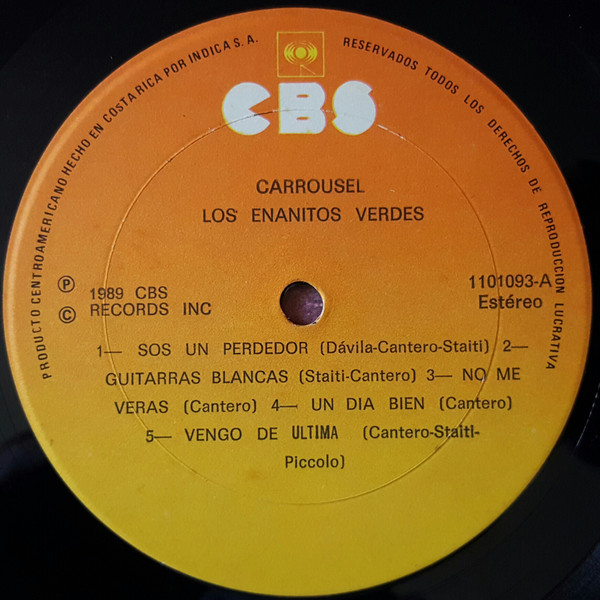 PRODUCTO CENTROAMERICANO HECHO EN COSTA RICA POR INDICA S.A.
RESERVADOS TODOS LOS DERECHOS DE REPRODUCCION LUCRATIVA
CBS
CARROUSEL
LOS ENANITOS VERDES
℗ 1989 CBS
© RECORDS INC
1101093-A
Estéreo
1— SOS UN PERDEDOR (Dávila-Cantero-Staiti) 2—
GUITARRAS BLANCAS (Staiti-Cantero) 3— NO ME
VERAS (Cantero) 4— UN DIA BIEN (Cantero)
5— VENGO DE ULTIMA (Cantero-Staiti-
Piccolo)